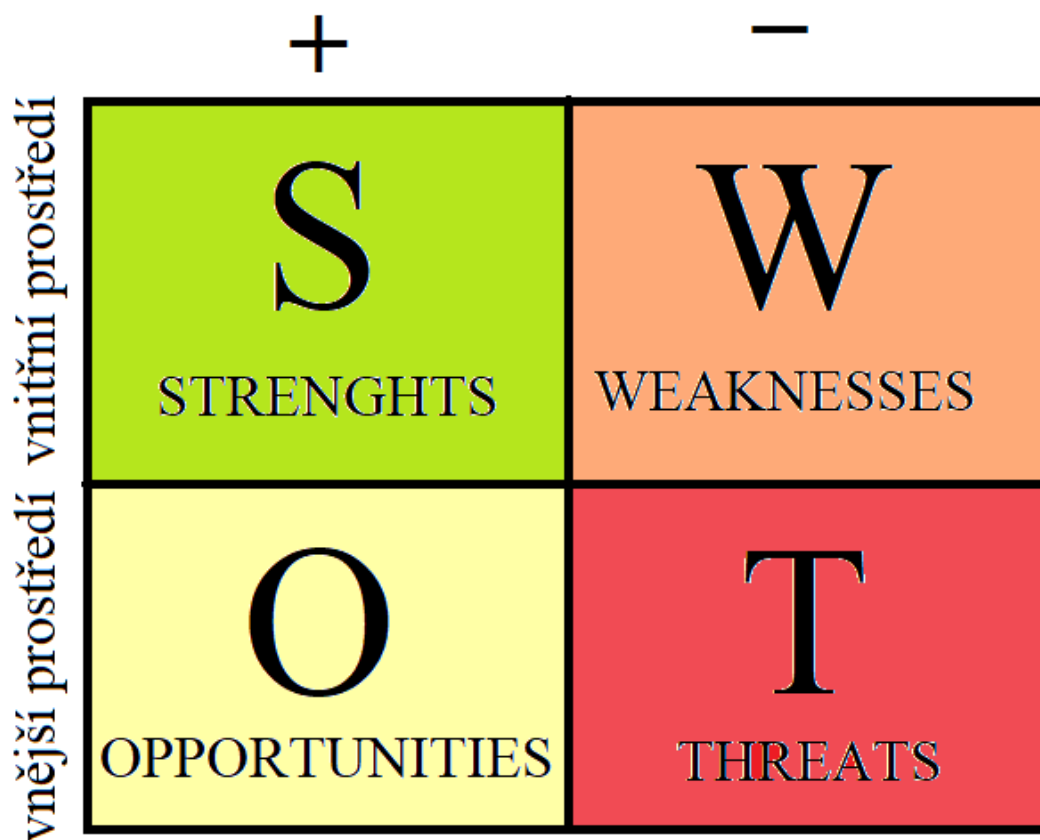 + −
vnitřní prostředí
S W
STRENGHTS WEAKNESSES
vnější prostředí
O T
OPPORTUNITIES THREATS